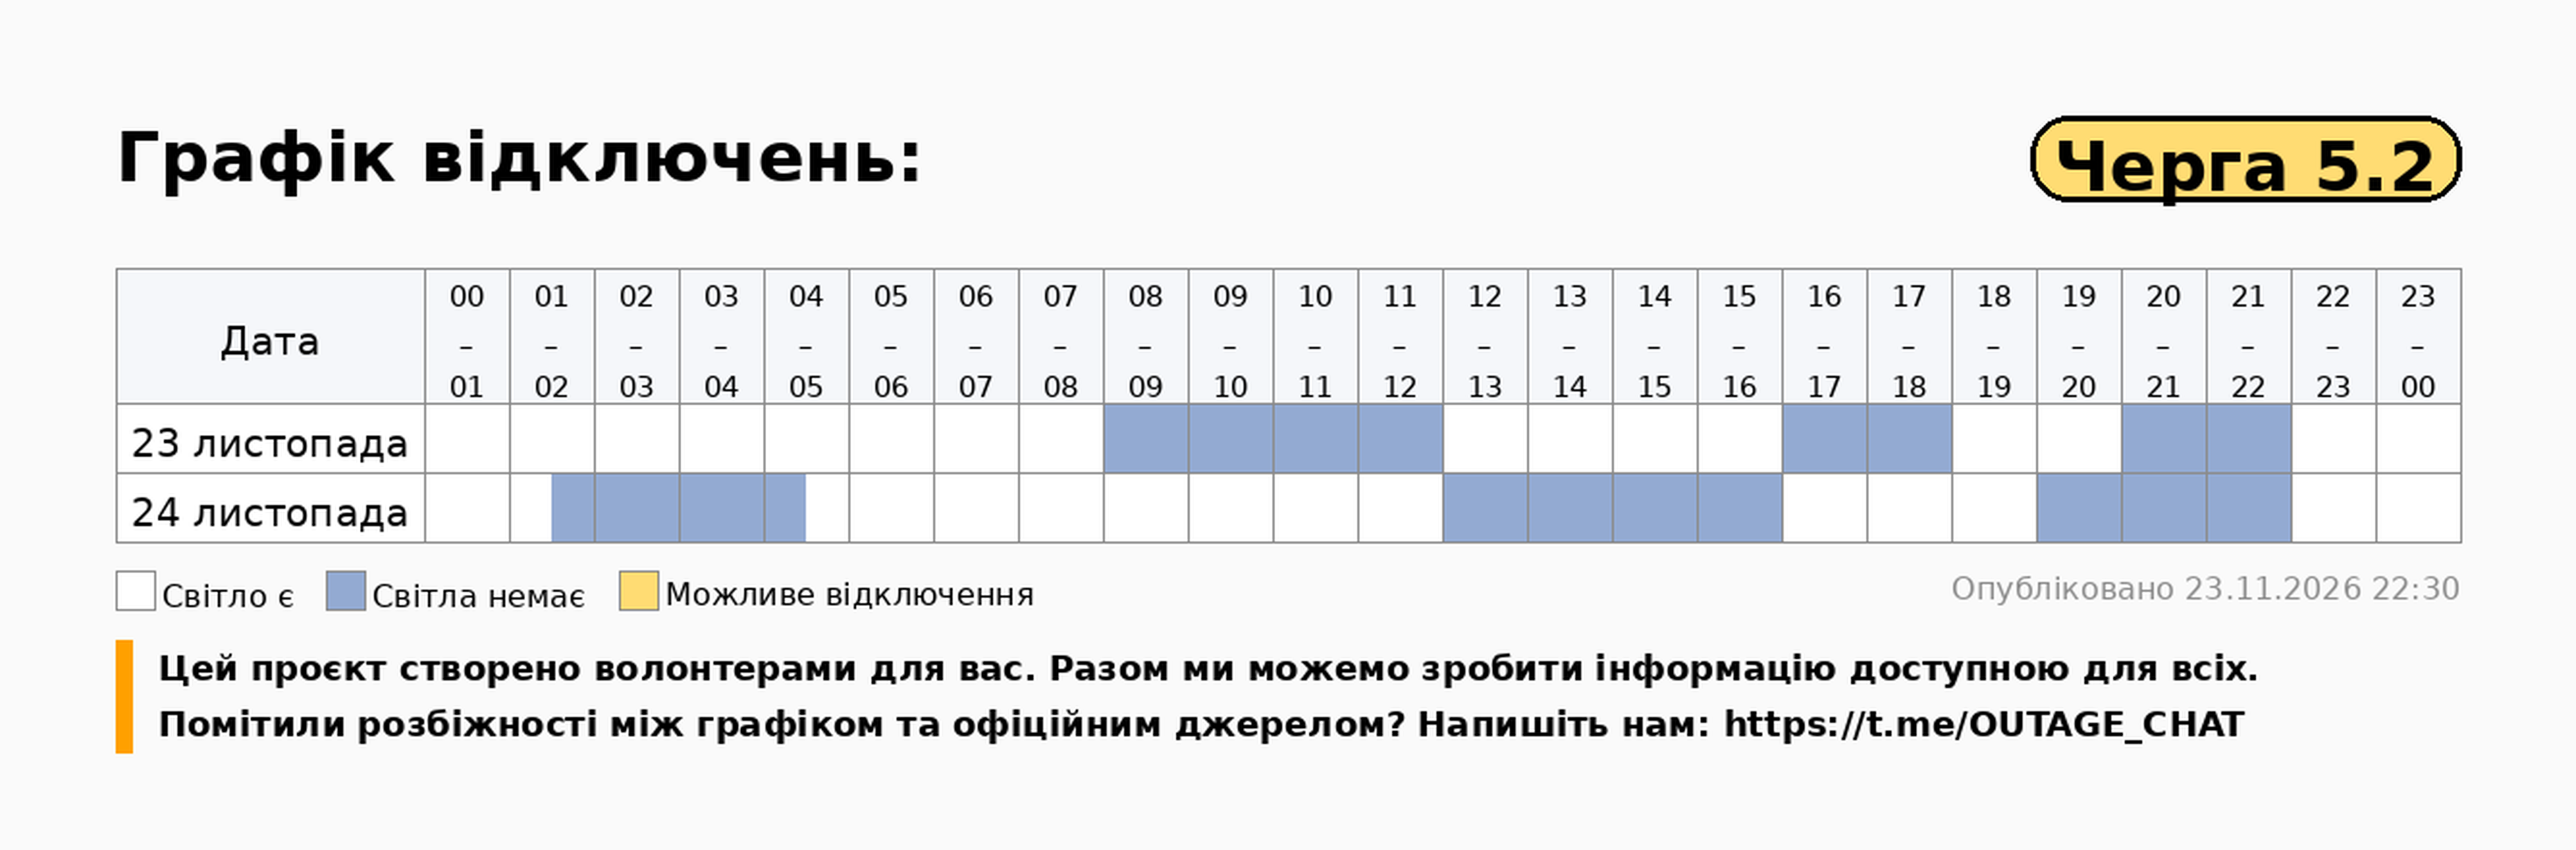 Графік відключень:
Черга 5.2
Дата 00 – 01 01 – 02 02 – 03 03 – 04 04 – 05 05 – 06 06 – 07 07 – 08 08 – 09 09 – 10 10 – 11 11 – 12 12 – 13 13 – 14 14 – 15 15 – 16 16 – 17 17 – 18 18 – 19 19 – 20 20 – 21 21 – 22 22 – 23 23 – 00
23 листопада
24 листопада
Світло є Світла немає Можливе відключення
Опубліковано 23.11.2026 22:30
Цей проєкт створено волонтерами для вас. Разом ми можемо зробити інформацію доступною для всіх.
Помітили розбіжності між графіком та офіційним джерелом? Напишіть нам: https://t.me/OUTAGE_CHAT